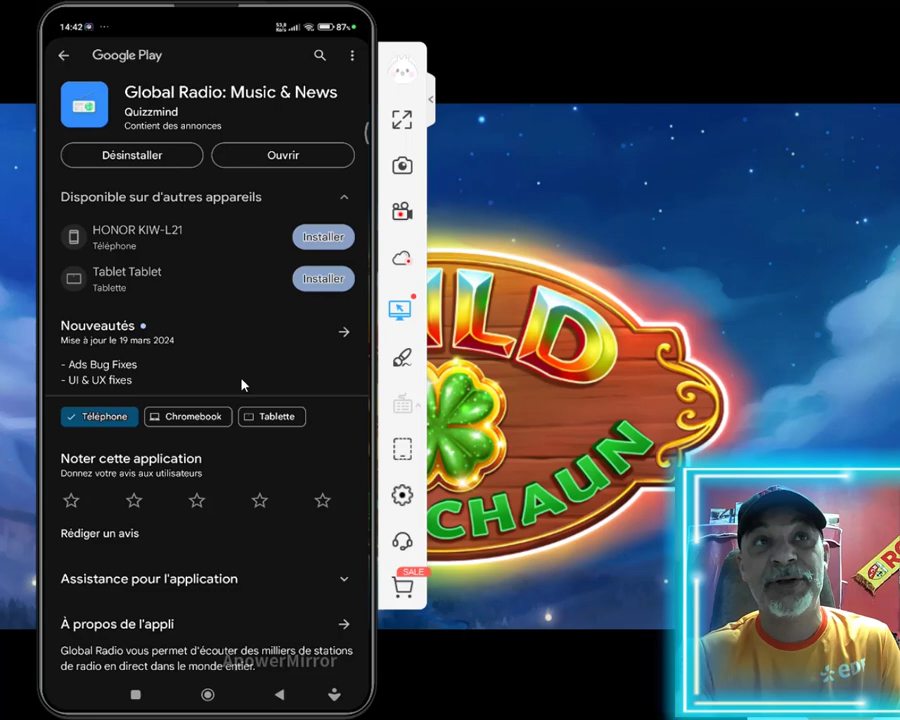 14:42
87%
Google Play
Global Radio: Music & News
Quizzmind
Contient des annonces
Désinstaller
Ouvrir
Disponible sur d'autres appareils
HONOR KIW-L21
Téléphone
Installer
Tablet Tablet
Tablette
Installer
Nouveautés
Mise à jour le 19 mars 2024
- Ads Bug Fixes
- UI & UX fixes
Téléphone
Chromebook
Tablette
Noter cette application
Donnez votre avis aux utilisateurs
Rédiger un avis
Assistance pour l'application
À propos de l'appli
Global Radio vous permet d'écouter des milliers de stations
de radio en direct dans le monde entier.
ApowerMirror
SALE
ILD
CHAUN
edf